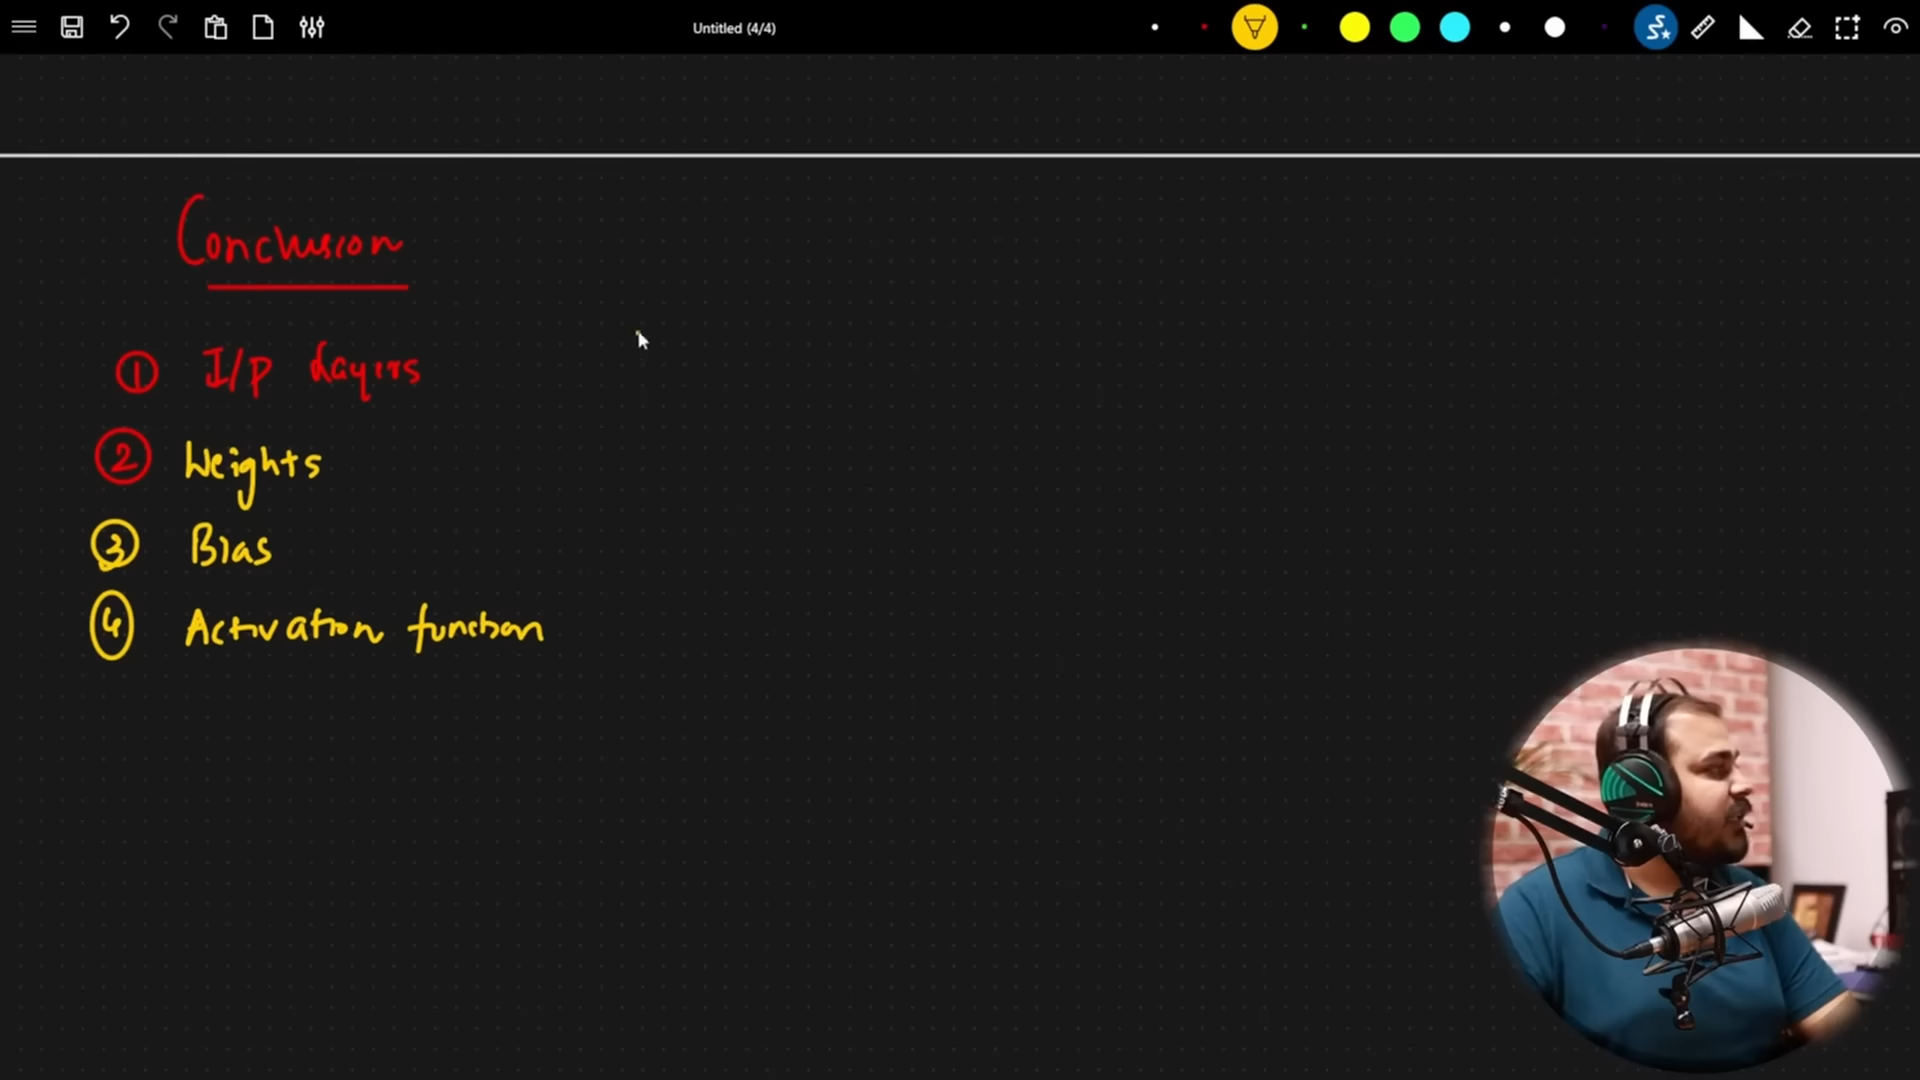 Untitled (4/4)
Conclusion
① I/p Layers
② Weights
③ Bias
④ Activation function